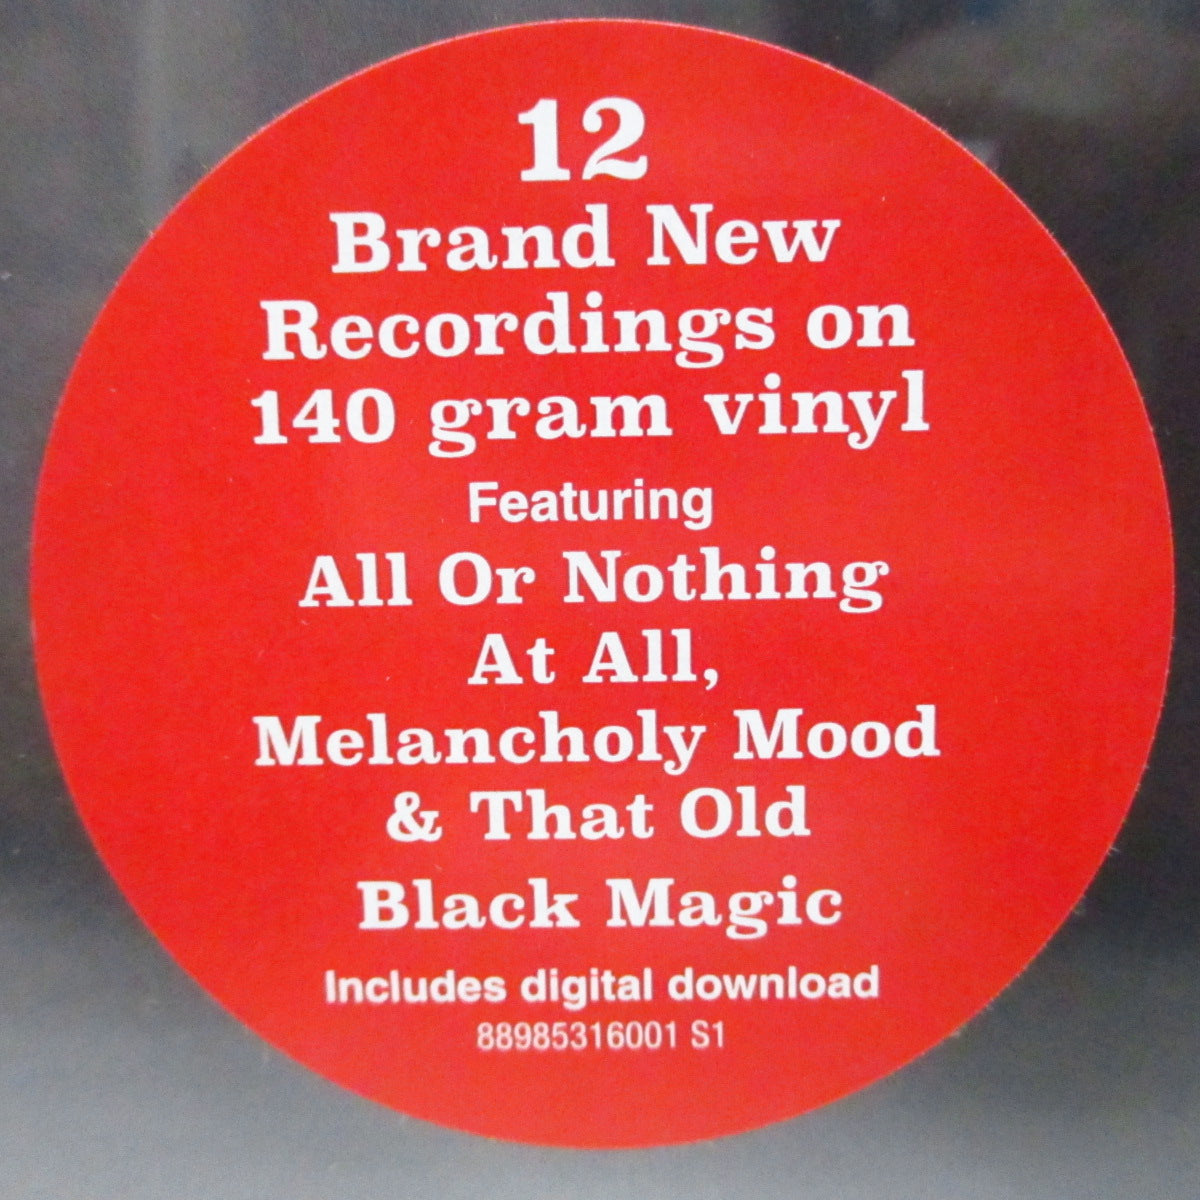 12
Brand New
Recordings on
140 gram vinyl
Featuring
All Or Nothing
At All,
Melancholy Mood
& That Old
Black Magic
Includes digital download
88985316001 S1